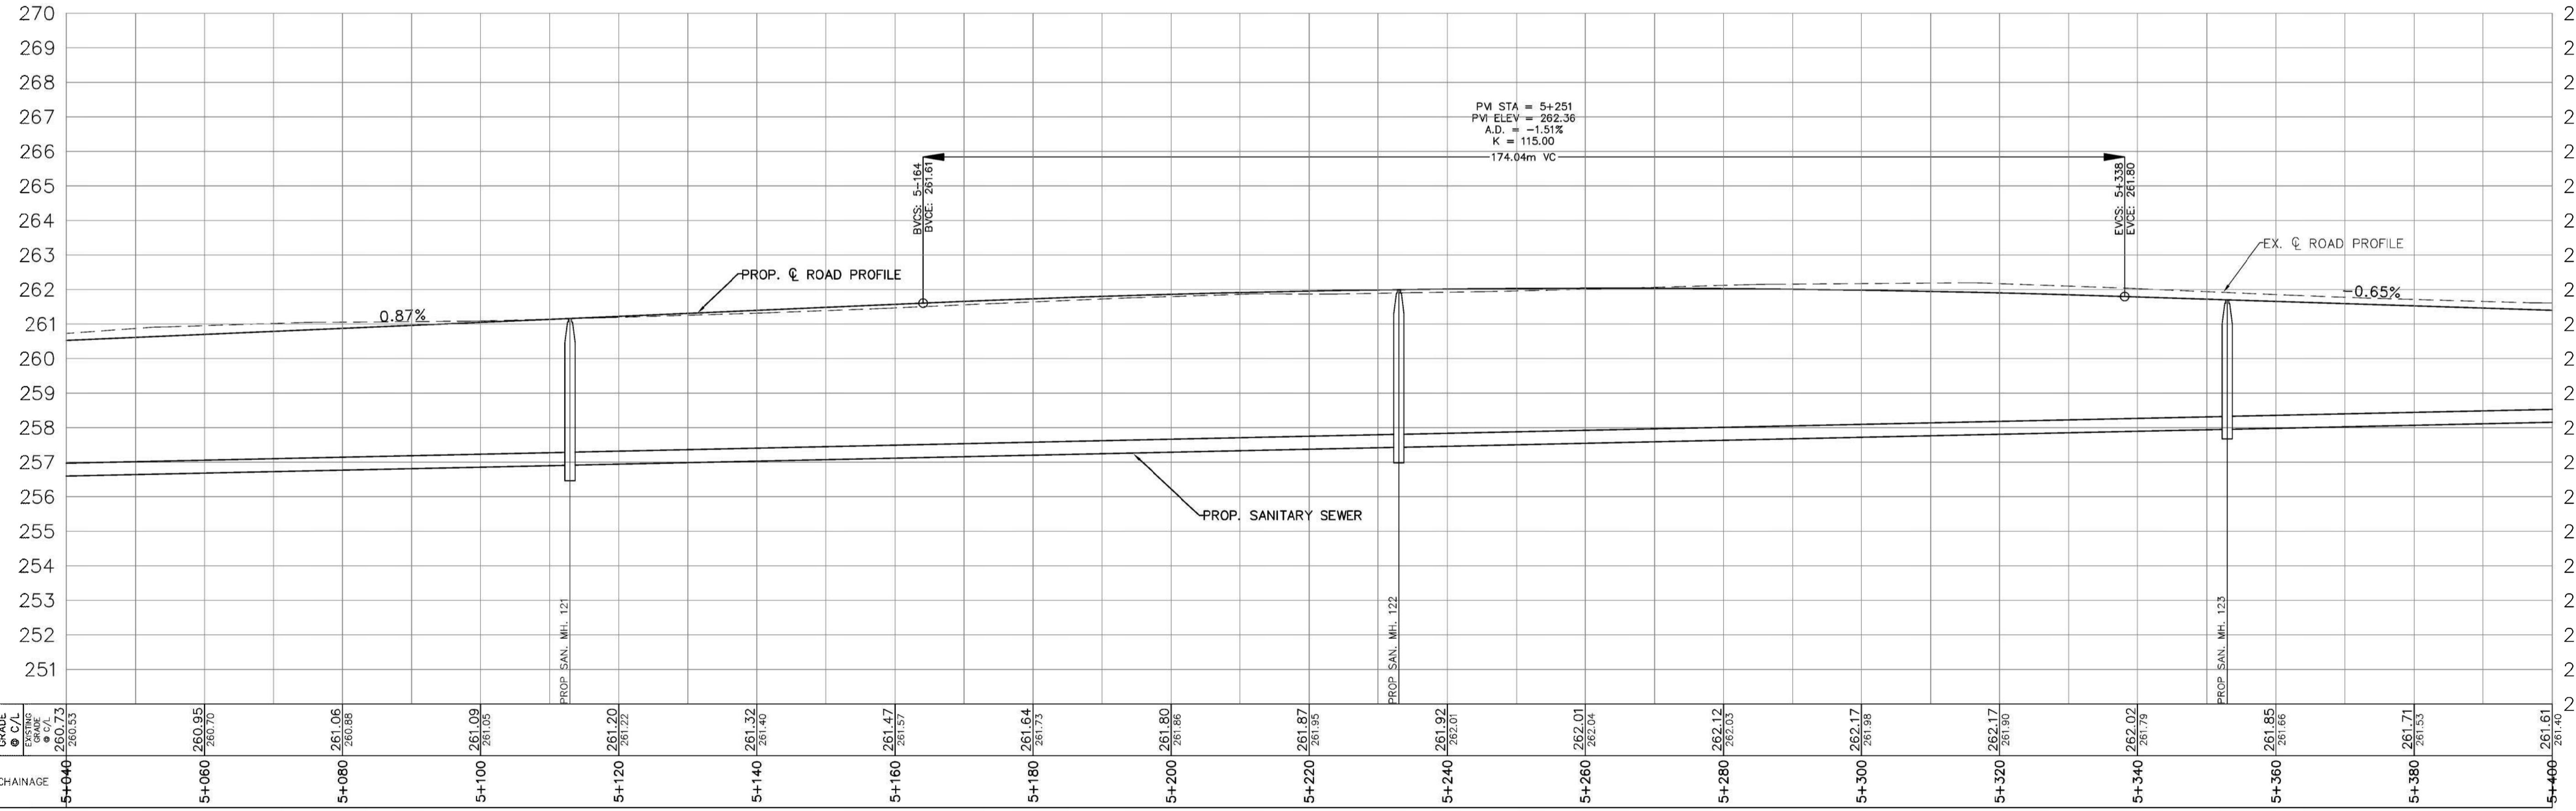 270
269
268
267
266
265
264
263
262
261
260
259
258
257
256
255
254
253
252
251
PVI STA = 5+251
PVI ELEV = 262.36
A.D. = -1.51%
K = 115.00
174.04m VC
BVCS: 5-164
BVCE: 261.61
EVCS: 5+338
EVCE: 261.80
PROP. ℄ ROAD PROFILE
EX. ℄ ROAD PROFILE
0.87%
-0.65%
PROP. SANITARY SEWER
PROP SAN. MH. 121
PROP SAN. MH. 122
PROP SAN. MH. 123
GRADE
@ C/L
EXISTING
GRADE
@ C/L
260.73 260.95 261.06 261.09 261.20 261.32 261.47 261.64 261.80 261.87 261.92 262.01 262.12 262.17 262.17 262.02 261.85 261.71 261.61
260.53 260.70 260.88 261.05 261.22 261.40 261.57 261.73 261.86 261.95 262.01 262.04 262.03 261.98 261.90 261.79 261.66 261.53 261.40
CHAINAGE
5+040 5+060 5+080 5+100 5+120 5+140 5+160 5+180 5+200 5+220 5+240 5+260 5+280 5+300 5+320 5+340 5+360 5+380 5+400